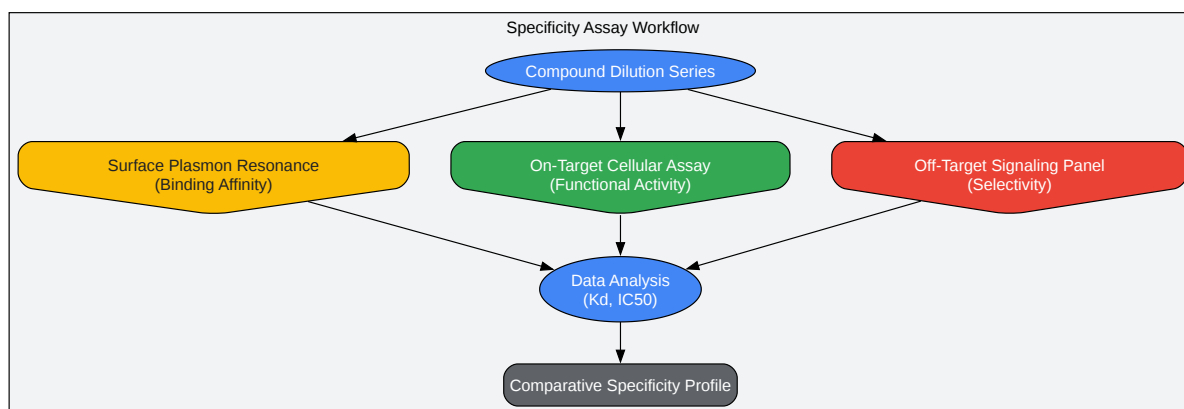 Specificity Assay Workflow
Compound Dilution Series
Surface Plasmon Resonance
(Binding Affinity)
On-Target Cellular Assay
(Functional Activity)
Off-Target Signaling Panel
(Selectivity)
Data Analysis
(Kd, IC50)
Comparative Specificity Profile